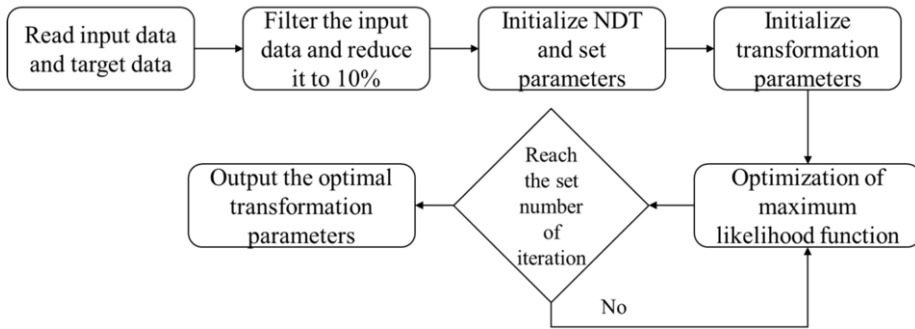 Read input data
and target data
Filter the input
data and reduce
it to 10%
Initialize NDT
and set
parameters
Initialize
transformation
parameters
Optimization of
maximum
likelihood function
Reach
the set
number
of
iteration
No
Output the optimal
transformation
parameters